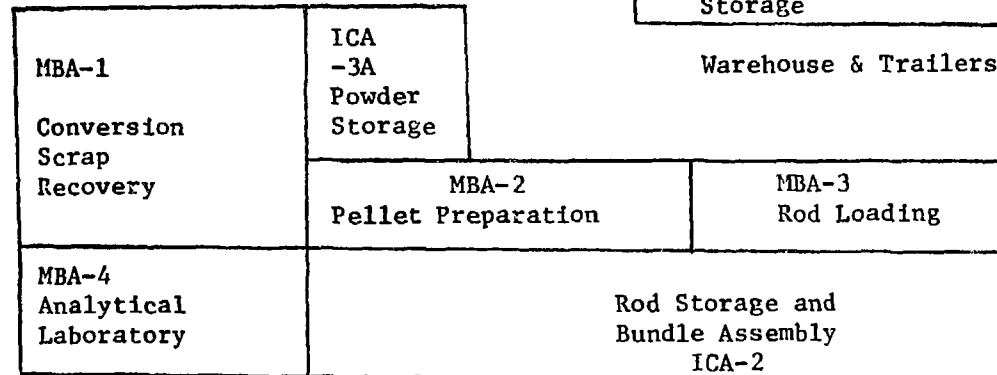 Storage
Warehouse & Trailers
MBA-1
Conversion
Scrap
Recovery
ICA
-3A
Powder
Storage
MBA-2
Pellet Preparation
MBA-3
Rod Loading
MBA-4
Analytical
Laboratory
Rod Storage and
Bundle Assembly
ICA-2